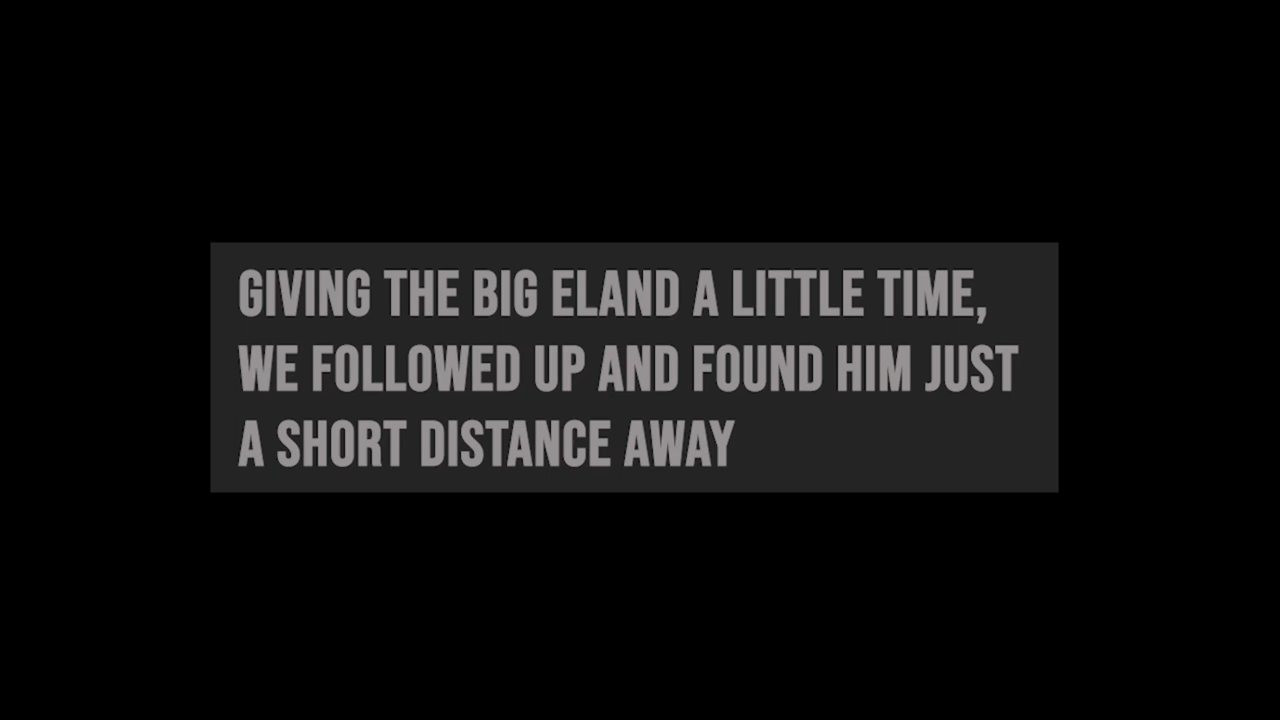 GIVING THE BIG ELAND A LITTLE TIME,
WE FOLLOWED UP AND FOUND HIM JUST
A SHORT DISTANCE AWAY